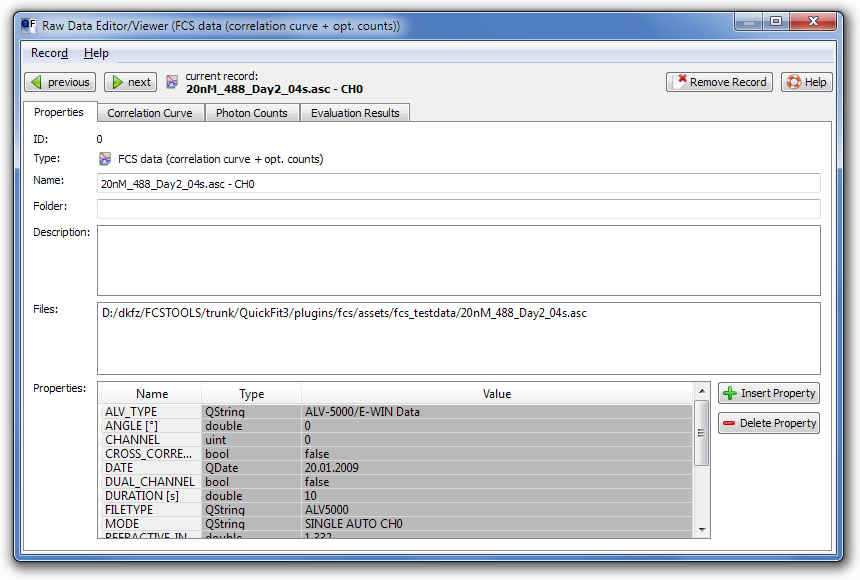 QF Raw Data Editor/Viewer (FCS data (correlation curve + opt. counts))
Record Help
previous next current record: Remove Record Help
20nM_488_Day2_04s.asc - CH0
Properties Correlation Curve Photon Counts Evaluation Results
ID: 0
Type: FCS data (correlation curve + opt. counts)
Name: 20nM_488_Day2_04s.asc - CH0
Folder:
Description:
Files: D:/dkfz/FCSTOOLS/trunk/QuickFit3/plugins/fcs/assets/fcs_testdata/20nM_488_Day2_04s.asc
Properties: Name Type Value Insert Property
ALV_TYPE QString ALV-5000/E-WIN Data
ANGLE [°] double 0 Delete Property
CHANNEL uint 0
CROSS_CORRE... bool false
DATE QDate 20.01.2009
DUAL_CHANNEL bool false
DURATION [s] double 10
FILETYPE QString ALV5000
MODE QString SINGLE AUTO CH0
REFRACTIVE_IN double 1.332